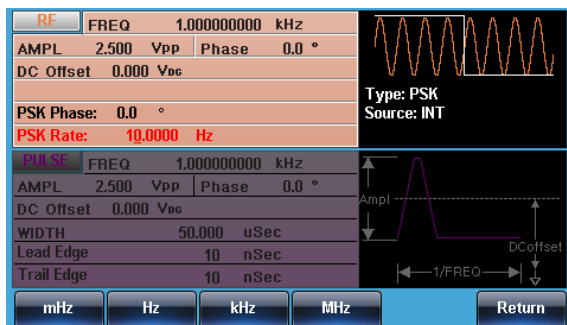 RF FREQ 1.000000000 kHz
AMPL 2.500 Vpp Phase 0.0 °
DC Offset 0.000 VDC
PSK Phase: 0.0 °
PSK Rate: 10.0000 Hz
Type: PSK
Source: INT
PULSE FREQ 1.000000000 kHz
AMPL 2.500 Vpp Phase 0.0 °
DC Offset 0.000 VDC
WIDTH 50.000 uSec
Lead Edge 10 nSec
Trail Edge 10 nSec
Ampl
DCoffset
1/FREQ
mHz Hz kHz MHz Return